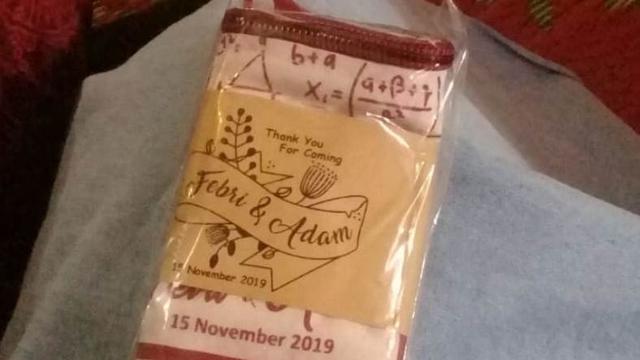 b+a
X₁ = (a+β+γ
Thank You
For Coming
Febri & Adam
15 November 2019
15 November 2019